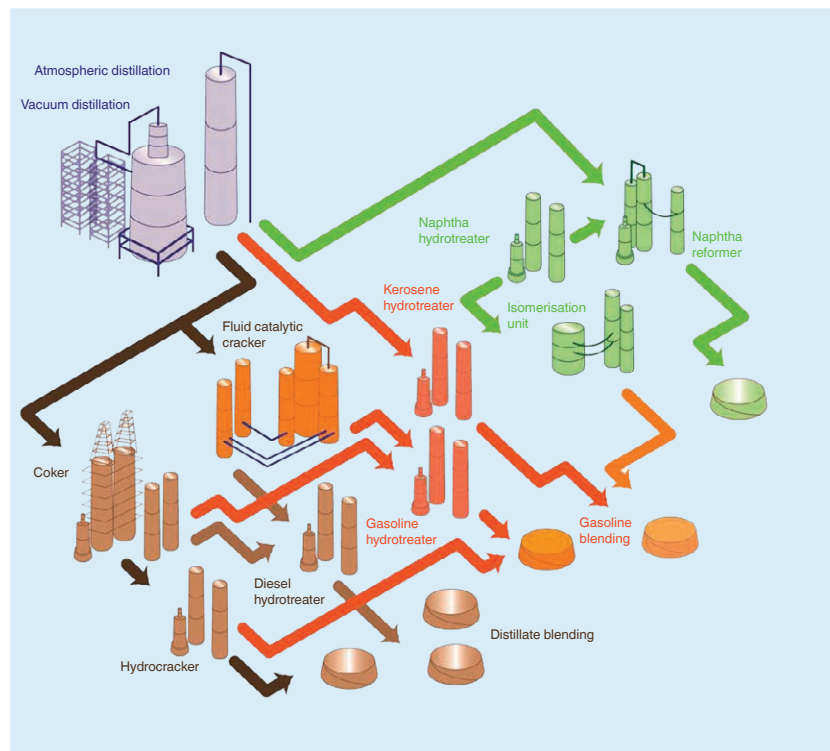 Atmospheric distillation
Vacuum distillation
Naphtha
hydrotreater
Naphtha
reformer
Kerosene
hydrotreater
Isomerisation
unit
Fluid catalytic
cracker
Coker
Gasoline
hydrotreater
Gasoline
blending
Diesel
hydrotreater
Distillate blending
Hydrocracker